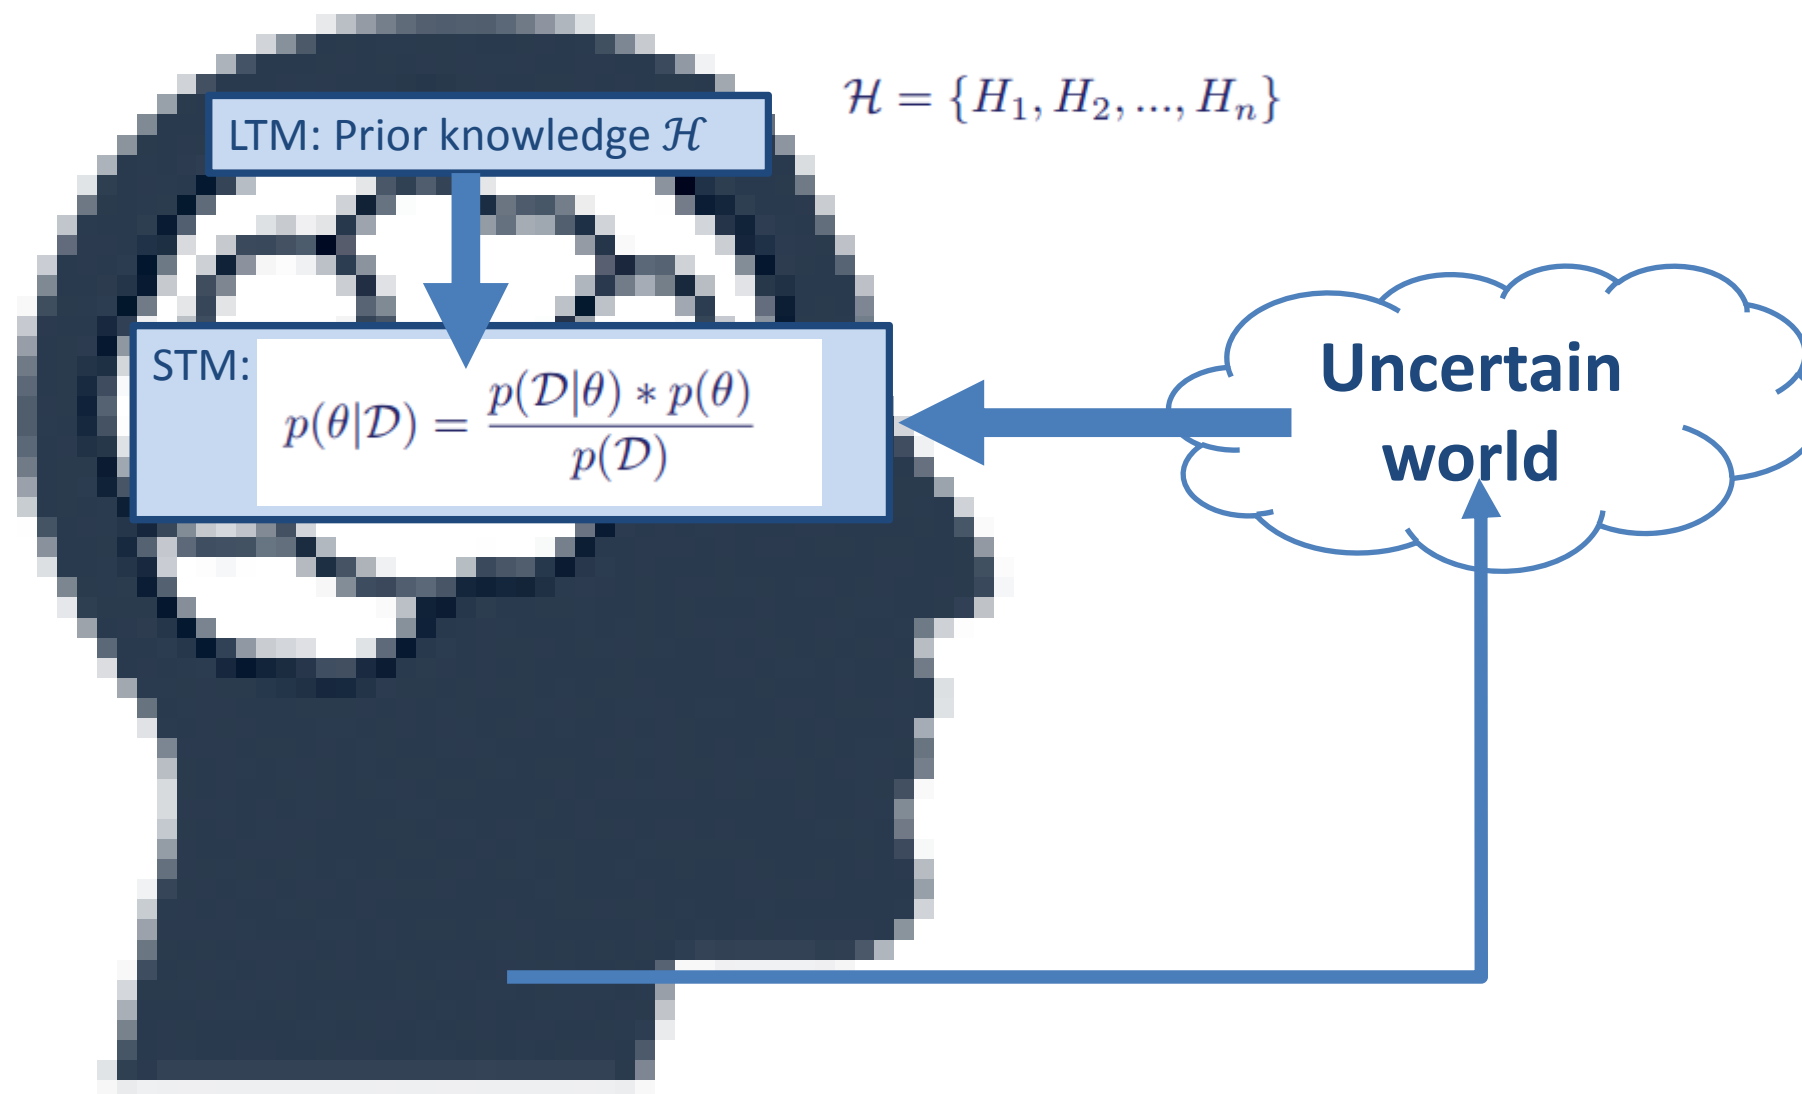 ℋ = {H₁, H₂, ..., Hₙ}
LTM: Prior knowledge ℋ
STM:
p(θ|𝒟) = p(𝒟|θ) * p(θ) / p(𝒟)
Uncertain
world